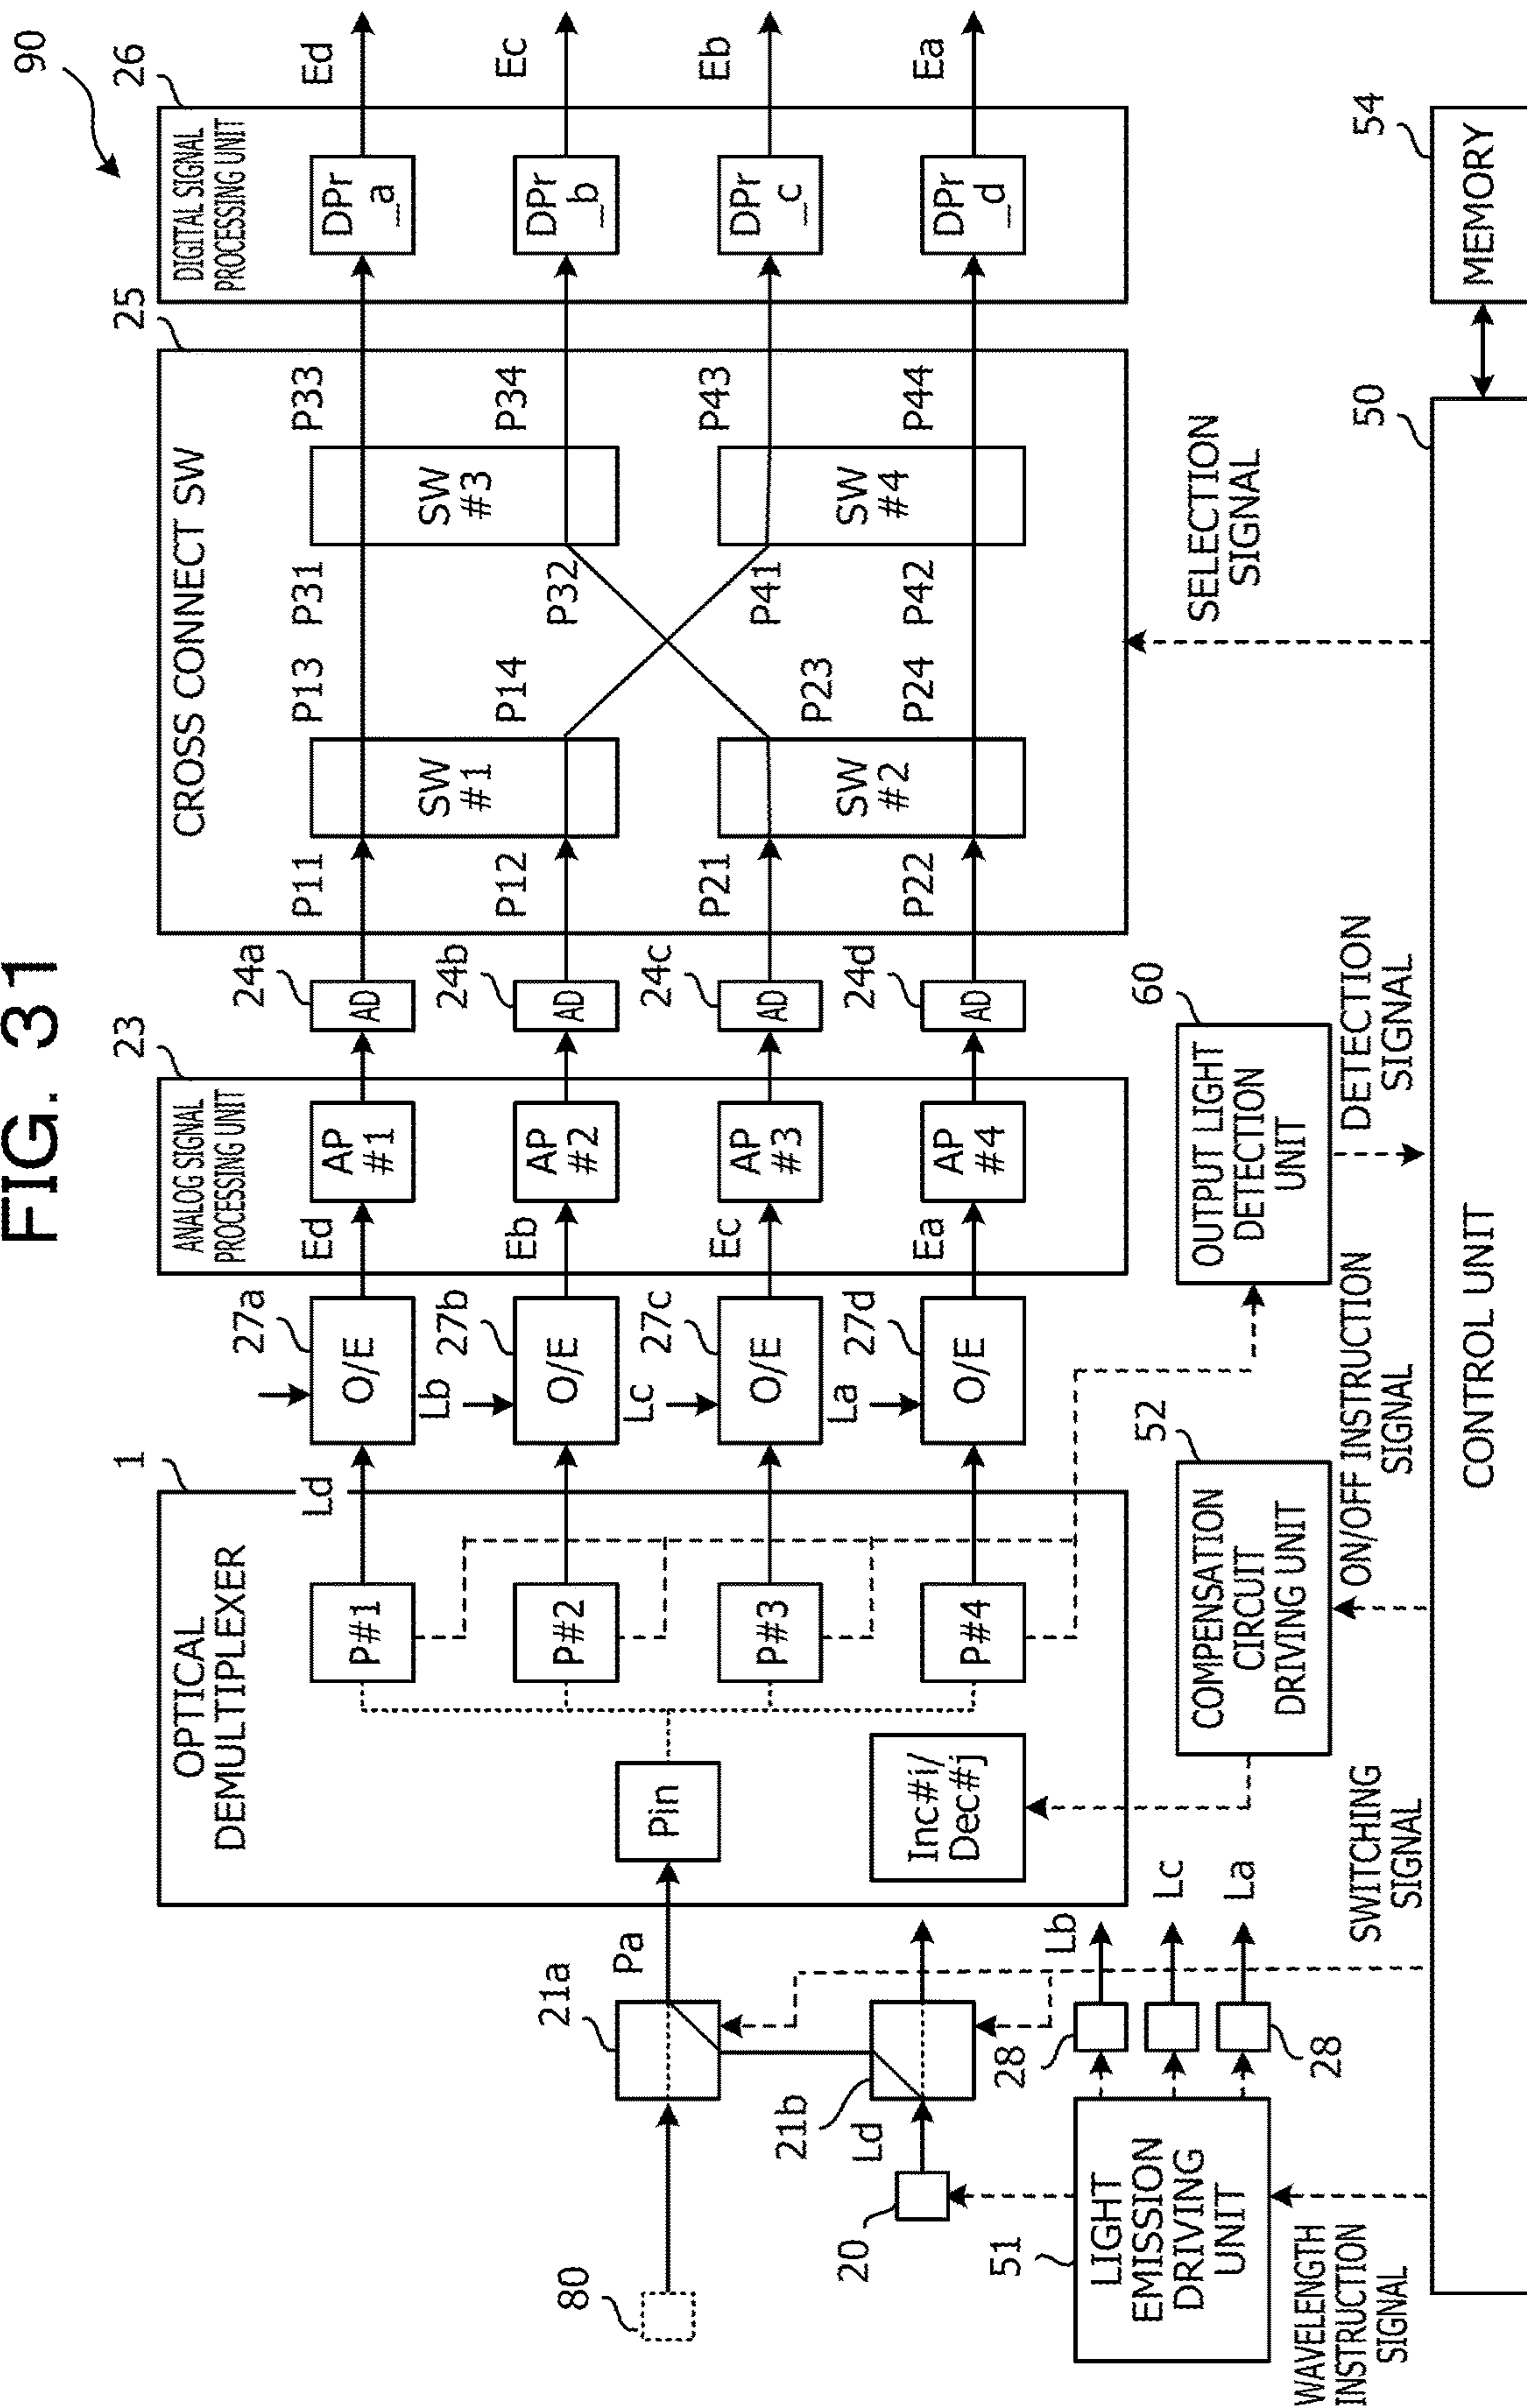 FIG. 31
90
1
OPTICAL
DEMULTIPLEXER
23
ANALOG SIGNAL
PROCESSING UNIT
25
CROSS CONNECT SW
26
DIGITAL SIGNAL
PROCESSING UNIT
80
21a
Pa
Pin
P#1
Ld
27a
O/E
Ed
AP
#1
24a
AD
P11
SW
#1
P13
P31
SW
#3
P33
DPr
_a
Ed
P#2
Lb
27b
O/E
Eb
AP
#2
24b
AD
P12
P14
P32
P34
DPr
_b
Ec
P#3
Lc
27c
O/E
Ec
AP
#3
24c
AD
P21
SW
#2
P23
P41
SW
#4
P43
DPr
_c
Eb
P#4
La
27d
O/E
Ea
AP
#4
24d
AD
P22
P24
P42
P44
DPr
_d
Ea
20
Ld
21b
Inc#i/
Dec#j
51
LIGHT
EMISSION
DRIVING
UNIT
28
28
Lb
Lc
La
52
COMPENSATION
CIRCUIT
DRIVING UNIT
60
OUTPUT LIGHT
DETECTION
UNIT
SELECTION
SIGNAL
WAVELENGTH
INSTRUCTION
SIGNAL
SWITCHING
SIGNAL
ON/OFF INSTRUCTION
SIGNAL
DETECTION
SIGNAL
50
CONTROL UNIT
54
MEMORY